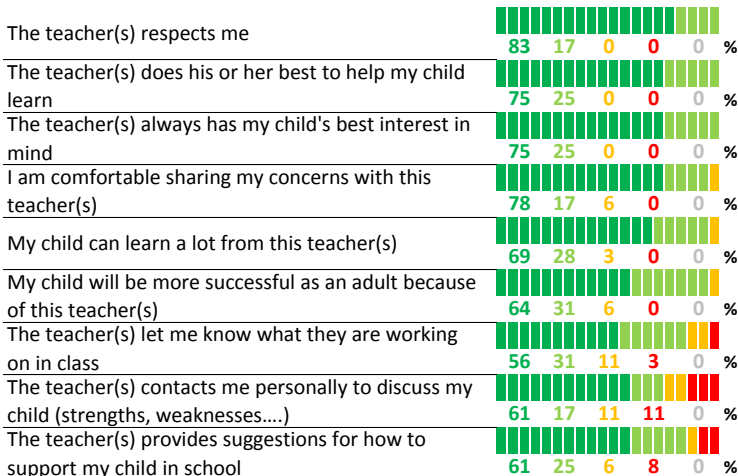 The teacher(s) respects me
83 17 0 0 0 %
The teacher(s) does his or her best to help my child
learn
75 25 0 0 0 %
The teacher(s) always has my child's best interest in
mind
75 25 0 0 0 %
I am comfortable sharing my concerns with this
teacher(s)
78 17 6 0 0 %
My child can learn a lot from this teacher(s)
69 28 3 0 0 %
My child will be more successful as an adult because
of this teacher(s)
64 31 6 0 0 %
The teacher(s) let me know what they are working
on in class
56 31 11 3 0 %
The teacher(s) contacts me personally to discuss my
child (strengths, weaknesses....)
61 17 11 11 0 %
The teacher(s) provides suggestions for how to
support my child in school
61 25 6 8 0 %